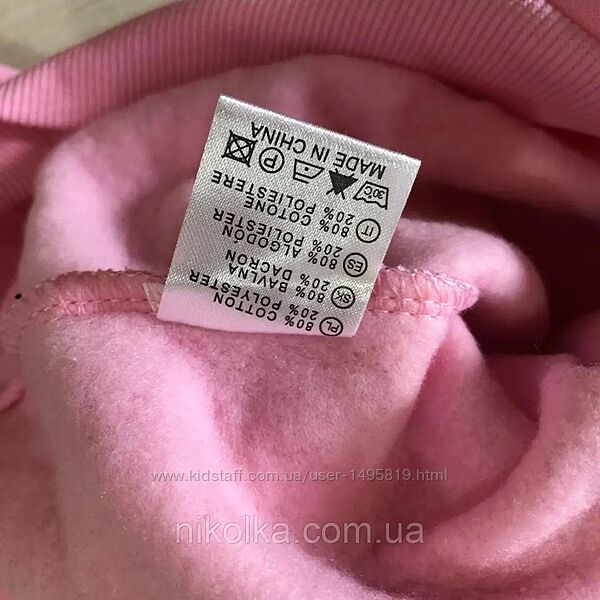 PL 80% COTTON
20% POLYESTER
SK 80% BAVLNA
20% DACRON
ES 80% ALGODÓN
20% POLIESTER
IT 80% COTONE
20% POLIESTERE
30°C P
MADE IN CHINA
www.kidstaff.com.ua/user-1495819.html
nikolka.com.ua